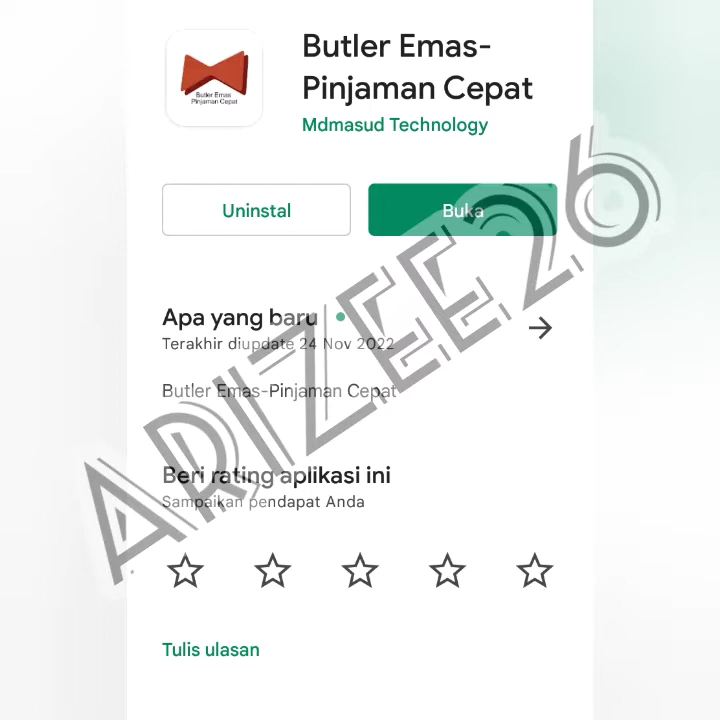 Butler Emas-
Pinjaman Cepat
Mdmasud Technology
Butler Emas
Pinjaman Cepat
Uninstal
Buka
Apa yang baru
Terakhir diupdate 24 Nov 2022
Butler Emas-Pinjaman Cepat
Beri rating aplikasi ini
Sampaikan pendapat Anda
Tulis ulasan
ARIZEE26